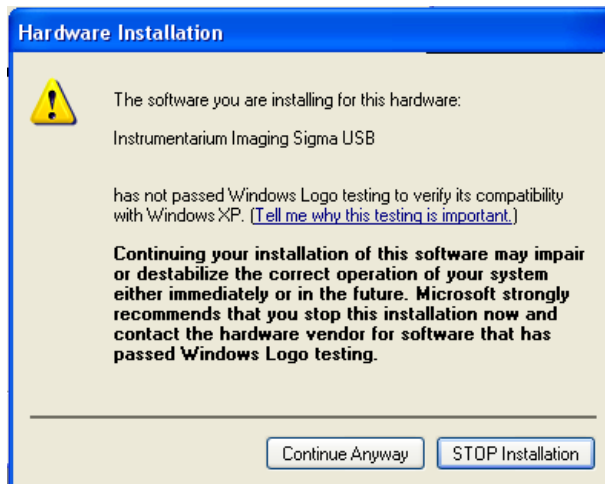 Hardware Installation
The software you are installing for this hardware:
Instrumentarium Imaging Sigma USB
has not passed Windows Logo testing to verify its compatibility
with Windows XP. (Tell me why this testing is important.)
Continuing your installation of this software may impair
or destabilize the correct operation of your system
either immediately or in the future. Microsoft strongly
recommends that you stop this installation now and
contact the hardware vendor for software that has
passed Windows Logo testing.
Continue Anyway
STOP Installation